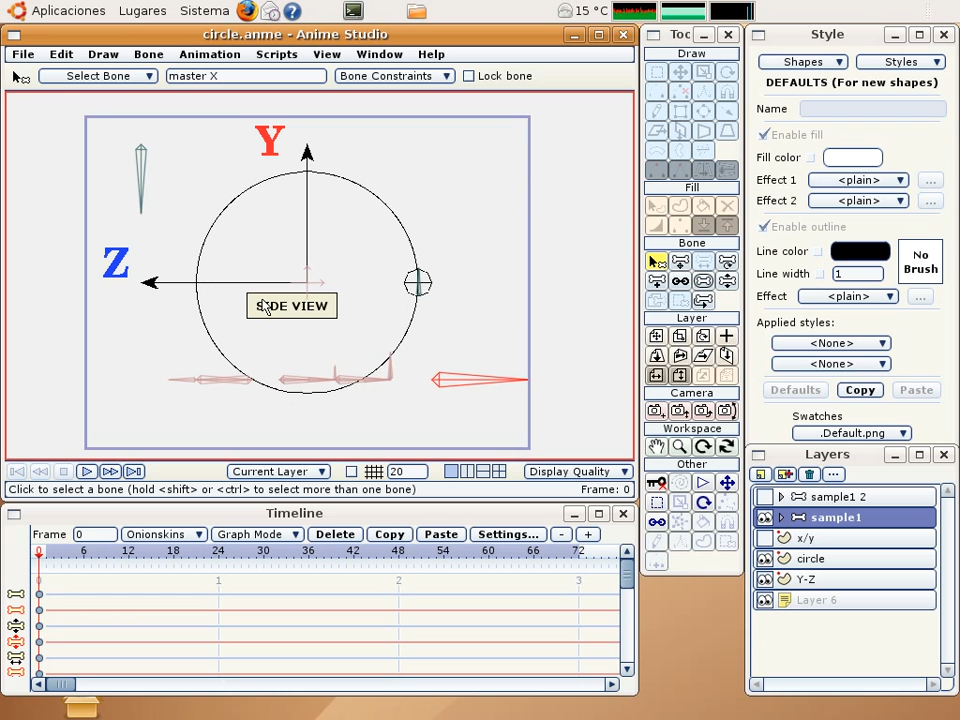 Aplicaciones Lugares Sistema 15 °C
circle.anme - Anime Studio
File Edit Draw Bone Animation Scripts View Window Help
Select Bone master X Bone Constraints Lock bone
Y
Z
SIDE VIEW
Current Layer 20 Display Quality
Click to select a bone (hold <shift> or <ctrl> to select more than one bone) Frame: 0
Timeline
Frame 0 Onionskins Graph Mode Delete Copy Paste Settings... - +
0 6 12 18 24 30 36 42 48 54 60 66 72
0 1 2 3
Draw
Fill
Bone
Layer
Camera
Workspace
Other
Style
Shapes Styles
DEFAULTS (For new shapes)
Name
Enable fill
Fill color
Effect 1 <plain> ...
Effect 2 <plain> ...
Enable outline
Line color
No Brush
Line width 1
Effect <plain> ...
Applied styles:
<None>
<None>
Defaults Copy Paste
Swatches
.Default.png
Layers
sample1 2
sample1
x/y
circle
Y-Z
Layer 6